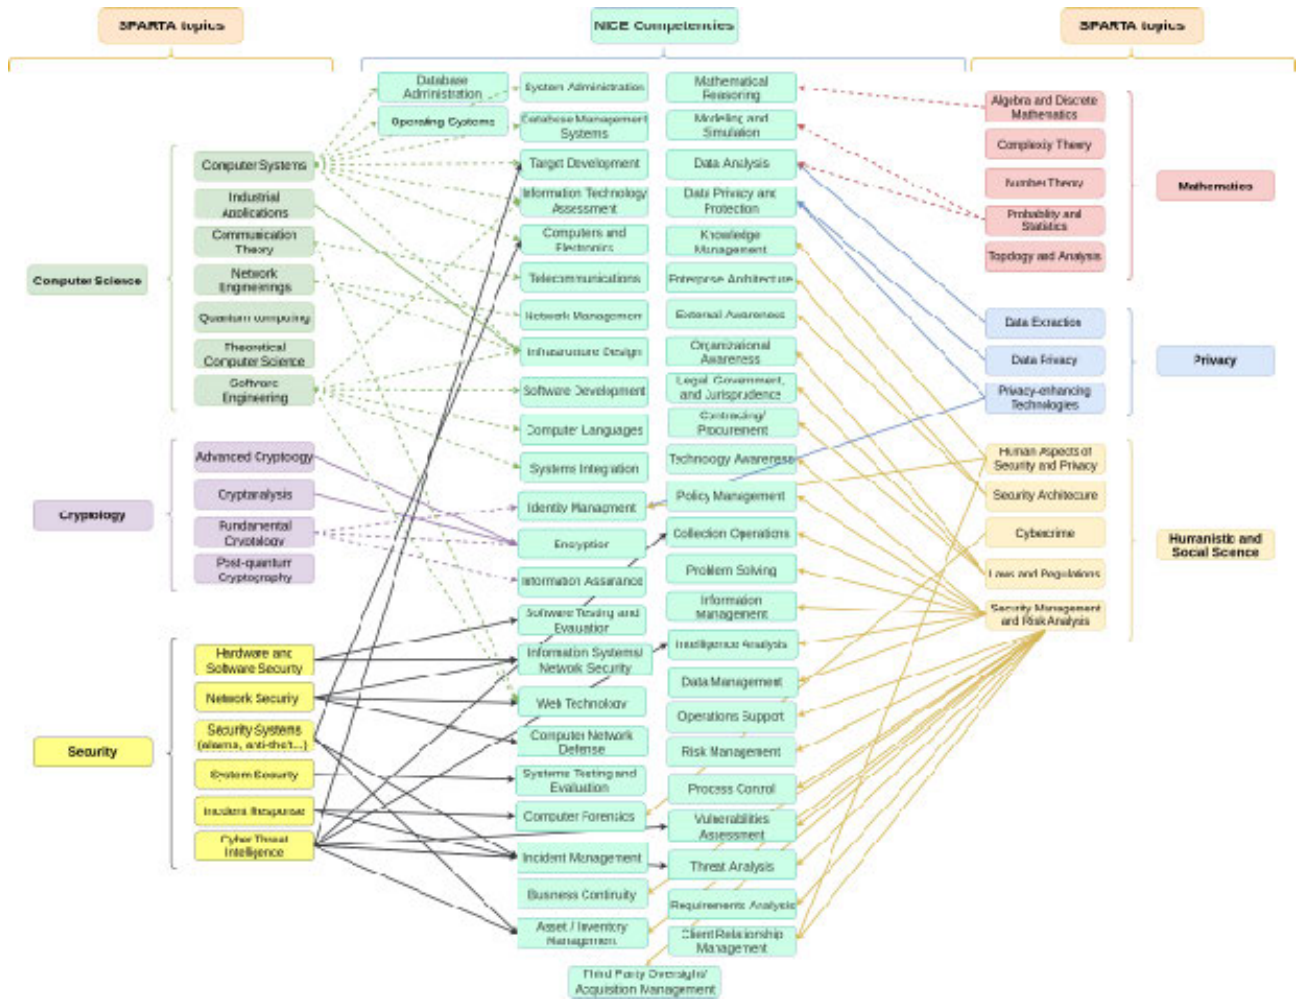 SPARTA topics
NICE Competencies
SPARTA topics
Computer Science
Computer Systems
Industrial
Applications
Communication
Theory
Network
Engineerings
Quantum computing
Theoretical
Computer Science
Software
Engineering
Cryptology
Advanced Cryptoogy
Cryptanalysis
Fundamental
Cryptology
Post-quantum
Cryptography
Security
Hardware and
Software Security
Network Security
Security Systems
(alarms, anti-theft...)
System Security
Incident Response
Cyber Threat
Intelligence
Database
Administration
Operating Systems
System Administration
Database Management
Systems
Target Development
Information Technology
Assessment
Computers and
Electronics
Telecommunications
Network Management
Infrastructure Design
Software Development
Computer Languages
Systems Integration
Identity Managment
Encryption
Information Assurance
Software Testing and
Evaluation
Information Systems/
Network Security
Web Technology
Computer Network
Defense
Systems Testing and
Evaluation
Computer Forensics
Incident Management
Business Continuity
Asset / Inventory
Management
Third Party Oversight/
Acquisition Management
Mathematical
Reasoning
Modeling and
Simulation
Data Analysis
Data Privacy and
Protection
Knowledge
Management
Enterprise Architecture
External Awareness
Organizational
Awareness
Legal, Government,
and Jurisprudence
Contracting/
Procurement
Technoogy Awareness
Policy Management
Collection Operations
Problem Solving
Information
Management
Intelligence Analysis
Data Management
Operations Support
Risk Management
Process Control
Vulnerabilities
Assessment
Threat Analysis
Requirements Analysis
Client Relationship
Management
Algebra and Discrete
Mathematics
Complexity Theory
Number Theory
Probability and
Statistics
Topology and Analysis
Mathematics
Data Extraction
Data Privacy
Privacy-enhancing
Technologies
Privacy
Human Aspects of
Security and Privacy
Security Architecture
Cybercrime
Laws and Regulations
Security Management
and Risk Analysis
Humanistic and
Social Science